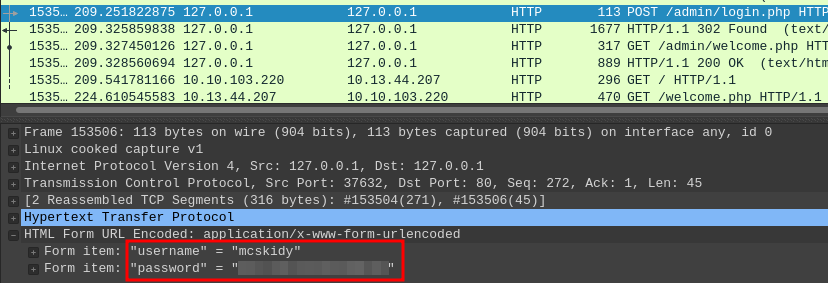 1535… 209.251822875 127.0.0.1 127.0.0.1 HTTP 113 POST /admin/login.php HTTP
1535… 209.325859838 127.0.0.1 127.0.0.1 HTTP 1677 HTTP/1.1 302 Found (text/
1535… 209.327450126 127.0.0.1 127.0.0.1 HTTP 317 GET /admin/welcome.php HTT
1535… 209.328560694 127.0.0.1 127.0.0.1 HTTP 889 HTTP/1.1 200 OK (text/htm
1535… 209.541781166 10.10.103.220 10.13.44.207 HTTP 296 GET / HTTP/1.1
1535… 224.610545583 10.13.44.207 10.10.103.220 HTTP 470 GET /welcome.php HTTP/1.1
Frame 153506: 113 bytes on wire (904 bits), 113 bytes captured (904 bits) on interface any, id 0
Linux cooked capture v1
Internet Protocol Version 4, Src: 127.0.0.1, Dst: 127.0.0.1
Transmission Control Protocol, Src Port: 37632, Dst Port: 80, Seq: 272, Ack: 1, Len: 45
[2 Reassembled TCP Segments (316 bytes): #153504(271), #153506(45)]
Hypertext Transfer Protocol
HTML Form URL Encoded: application/x-www-form-urlencoded
Form item: "username" = "mcskidy"
Form item: "password" = " "